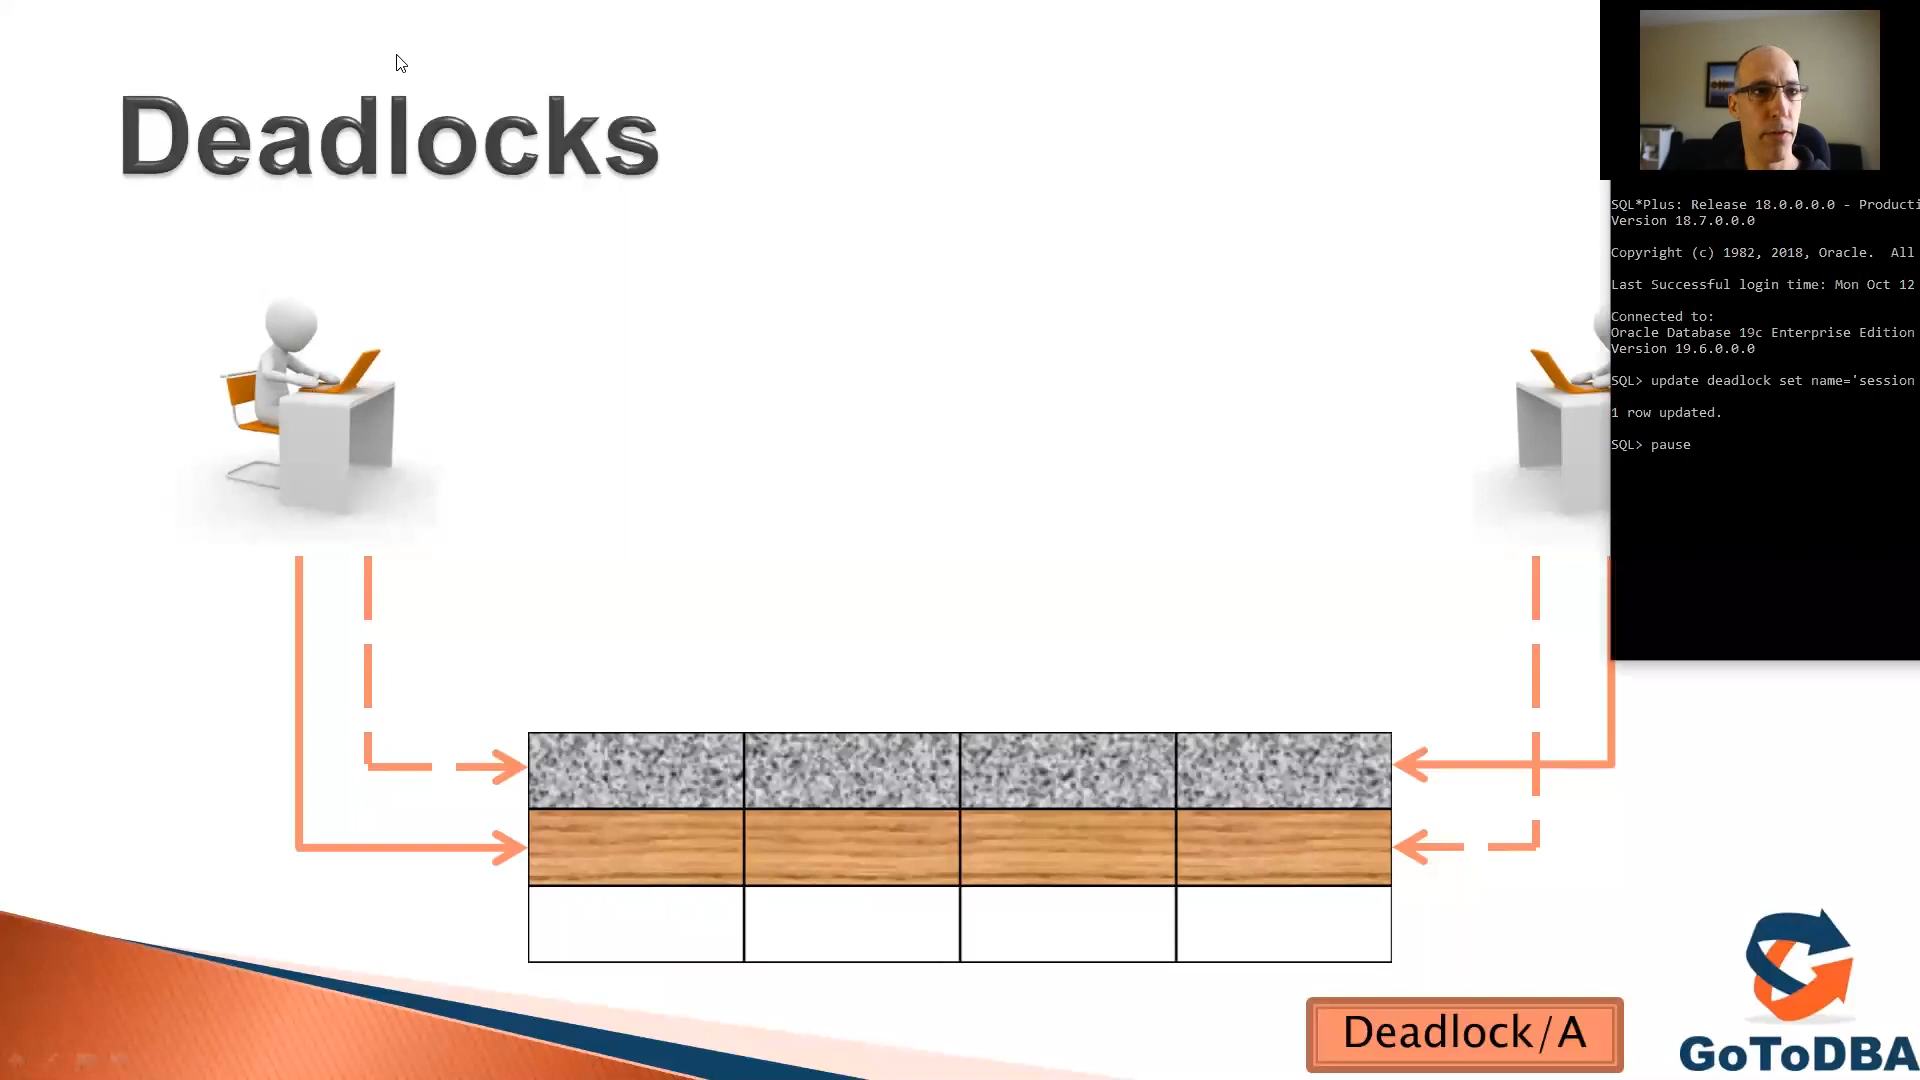 Deadlocks
SQL*Plus: Release 18.0.0.0.0 - Producti
Version 18.7.0.0.0
Copyright (c) 1982, 2018, Oracle.  All
Last Successful login time: Mon Oct 12
Connected to:
Oracle Database 19c Enterprise Edition
Version 19.6.0.0.0
SQL> update deadlock set name='session
1 row updated.
SQL> pause
Deadlock/A
GoToDBA